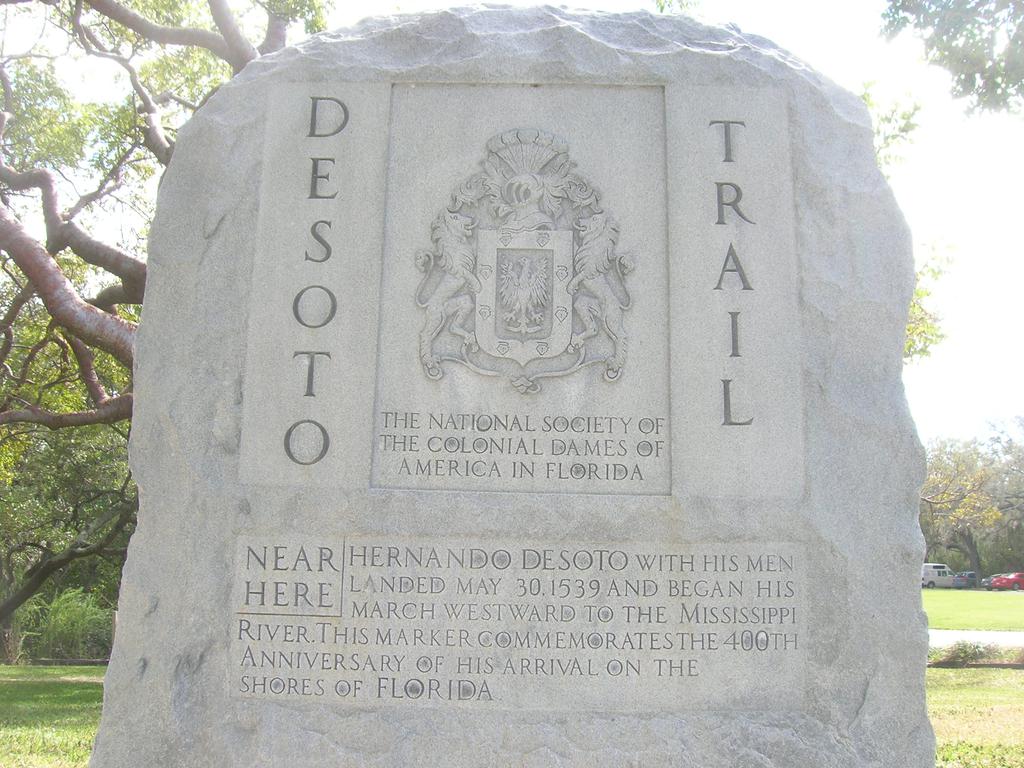 DESOTO
TRAIL
THE NATIONAL SOCIETY OF
THE COLONIAL DAMES OF
AMERICA IN FLORIDA
NEAR HERE HERNANDO DESOTO WITH HIS MEN
LANDED MAY 30,1539 AND BEGAN HIS
MARCH WESTWARD TO THE MISSISSIPPI
RIVER. THIS MARKER COMMEMORATES THE 400TH
ANNIVERSARY OF HIS ARRIVAL ON THE
SHORES OF FLORIDA.